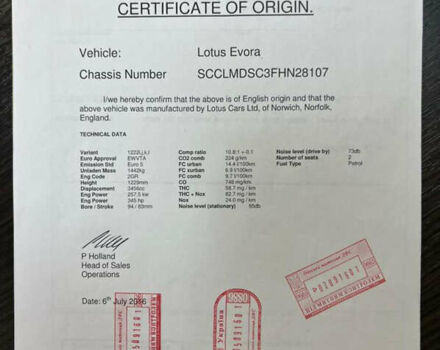 CERTIFICATE OF ORIGIN.
Vehicle: Lotus Evora
Chassis Number SCCLMDSC3FHN28107
I/we hereby confirm that the above is of English origin and that the
above vehicle was manufactured by Lotus Cars Ltd, of Norwich, Norfolk,
England.
TECHNICAL DATA
Variant 1222i,j,k,l Comp ratio 10.8:1 +-0.1 Noise level (drive by) 73db
Euro Approval EWVTA CO2 comb 224 g/km Number of seats 2
Emission Std Euro 5 FC urban 14.4 l/100km Fuel Type Petrol
Unladen Mass 1442kg FC xurban 6.9 l/100km
Eng Code 2GR FC comb 9.7 l/100km
Height 1229mm CO 748 mg/km
Displacement 3456cc THC 58.7 mg / km
Eng Power 257.5 kw THC + Nox 82.7 mg / km
Eng Power 345 hp Nox 24.0 mg / km
Bore / Stroke 94 / 83mm Noise level (stationary) 95db
P Holland
Head of Sales
Operations
Date: 6th July 2016
9880
Україна